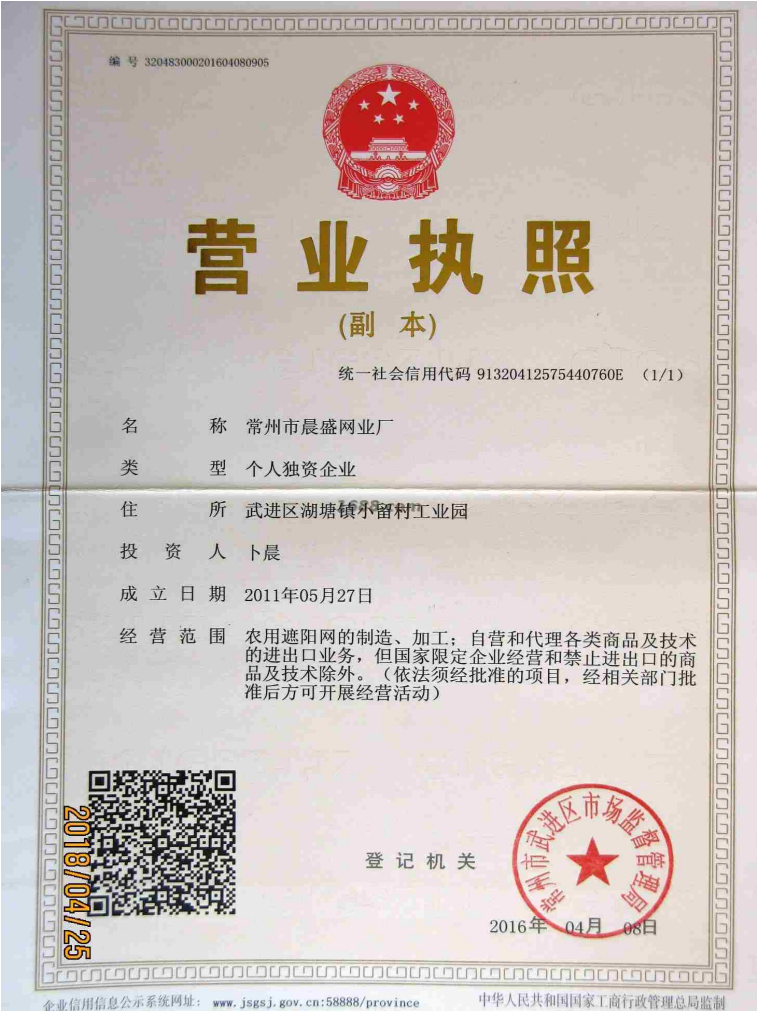 编 号 320483000201604080905
营业执照
(副 本)
统一社会信用代码 91320412575440760E （1/1）
名 称 常州市晨盛网业厂
类 型 个人独资企业
住 所 武进区湖塘镇小留村工业园
1688.com
投 资 人 卜晨
成 立 日 期 2011年05月27日
经 营 范 围 农用遮阳网的制造、加工；自营和代理各类商品及技术
的进出口业务，但国家限定企业经营和禁止进出口的商
品及技术除外。（依法须经批准的项目，经相关部门批
准后方可开展经营活动）
2018/04/25
登 记 机 关
常州市武进区市场监督管理局
2016年 04月 08日
企业信用信息公示系统网址： www.jsgsj.gov.cn:58888/province
中华人民共和国国家工商行政管理总局监制